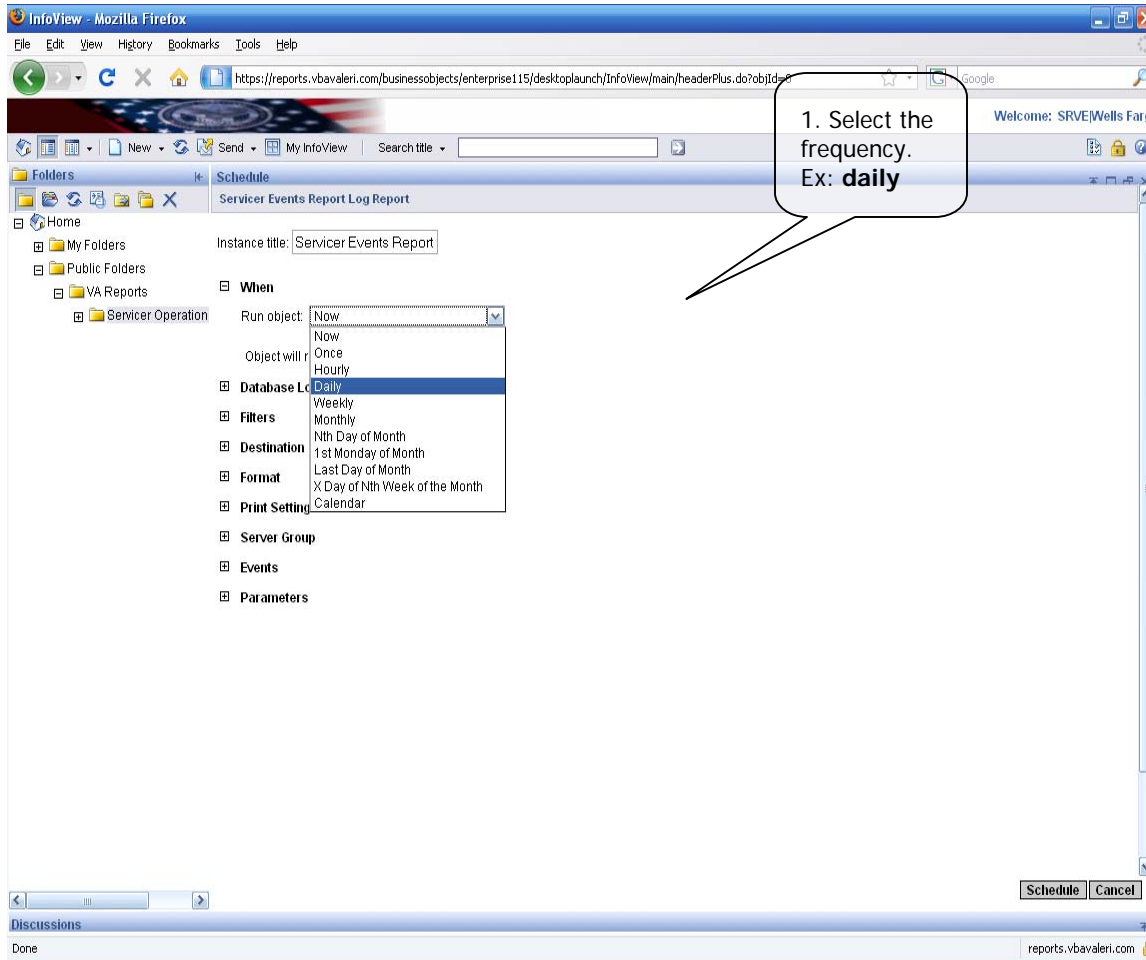 InfoView - Mozilla Firefox
File Edit View History Bookmarks Tools Help
https://reports.vbavaleri.com/businessobjects/enterprise115/desktoplaunch/InfoView/main/headerPlus.do?objId=
Google
Welcome: SRVE|Wells Far
1. Select the
frequency.
Ex: daily
New Send My InfoView Search title
Folders
Schedule
Servicer Events Report Log Report
Home
My Folders
Public Folders
VA Reports
Servicer Operation
Instance title: Servicer Events Report
When
Run object: Now
Now
Once
Hourly
Daily
Weekly
Monthly
Nth Day of Month
1st Monday of Month
Last Day of Month
X Day of Nth Week of the Month
Calendar
Object will r
Database Lo
Filters
Destination
Format
Print Setting
Server Group
Events
Parameters
Schedule Cancel
Discussions
Done
reports.vbavaleri.com